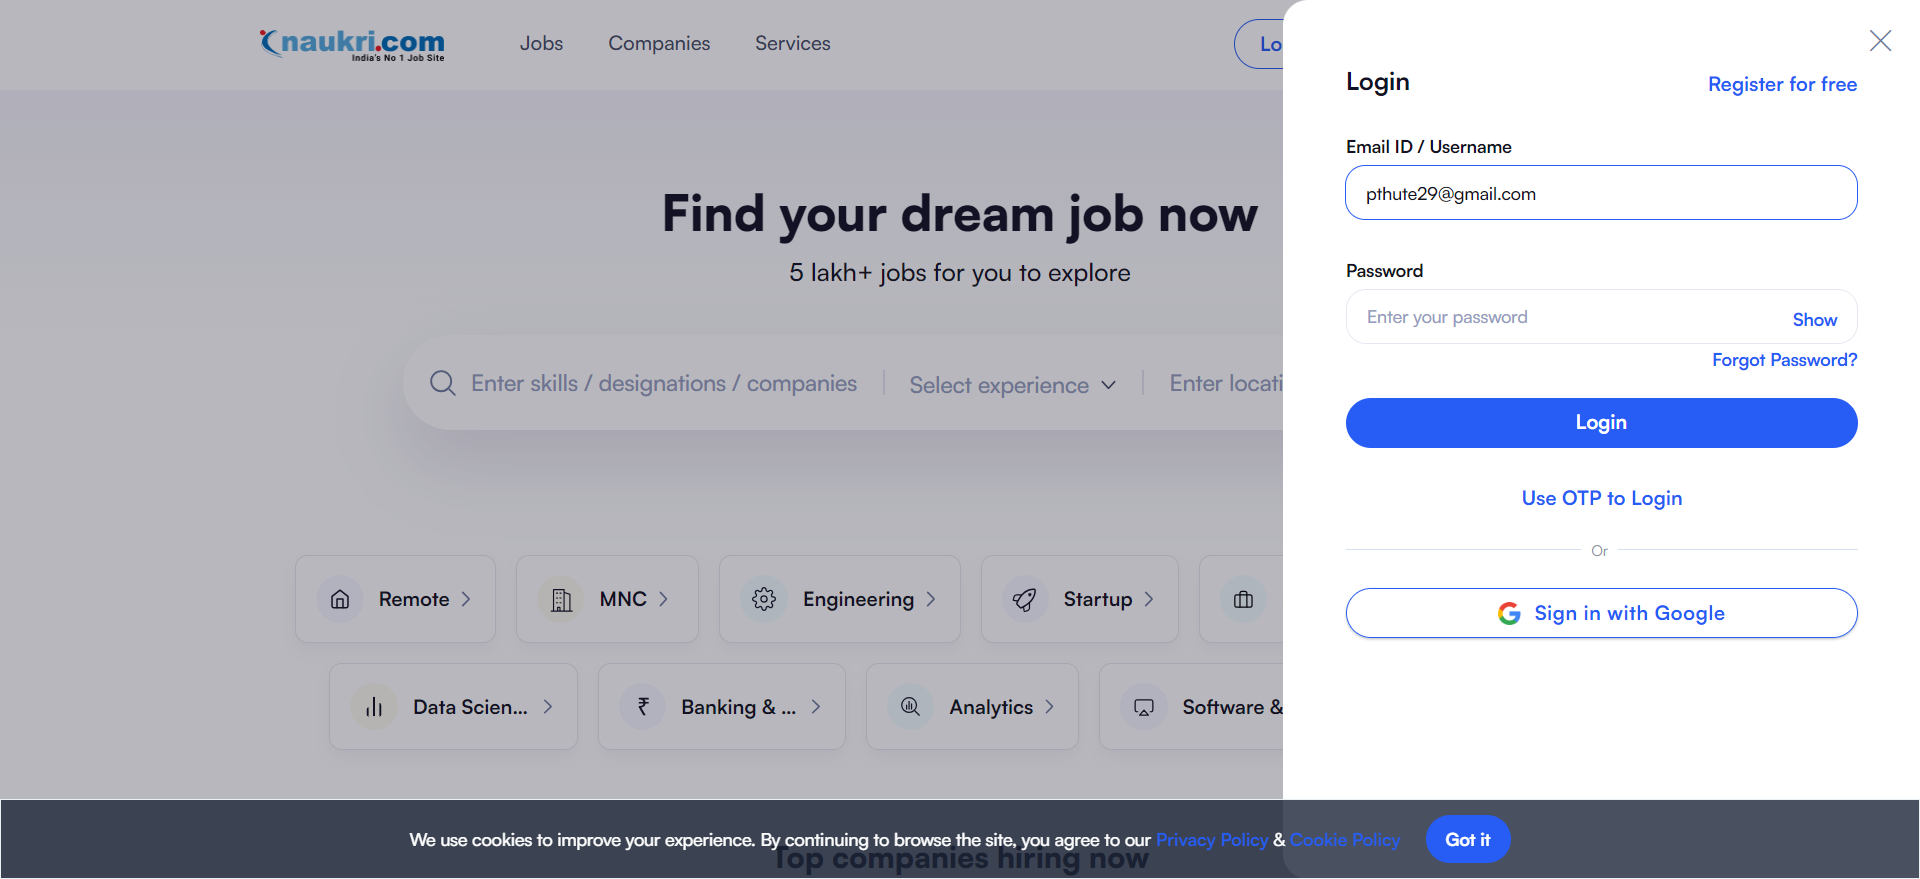 naukri.com
India's No 1 Job Site
Jobs
Companies
Services
Lo
Find your dream job now
5 lakh+ jobs for you to explore
Enter skills / designations / companies
Select experience
Enter locati
Remote
MNC
Engineering
Startup
Data Scien...
Banking & ...
Analytics
Software &
Top companies hiring now
Login
Register for free
Email ID / Username
pthute29@gmail.com
Password
Enter your password
Show
Forgot Password?
Login
Use OTP to Login
Or
Sign in with Google
We use cookies to improve your experience. By continuing to browse the site, you agree to our Privacy Policy & Cookie Policy
Got it